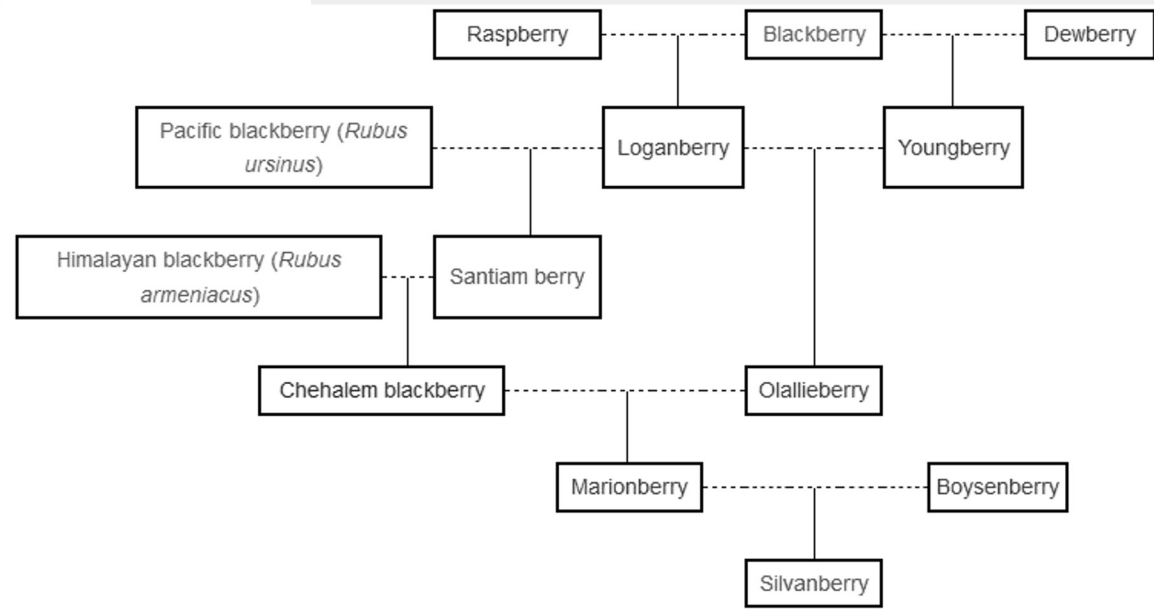 Raspberry
Blackberry
Dewberry
Pacific blackberry (Rubus
ursinus)
Loganberry
Youngberry
Himalayan blackberry (Rubus
armeniacus)
Santiam berry
Chehalem blackberry
Olallieberry
Marionberry
Boysenberry
Silvanberry